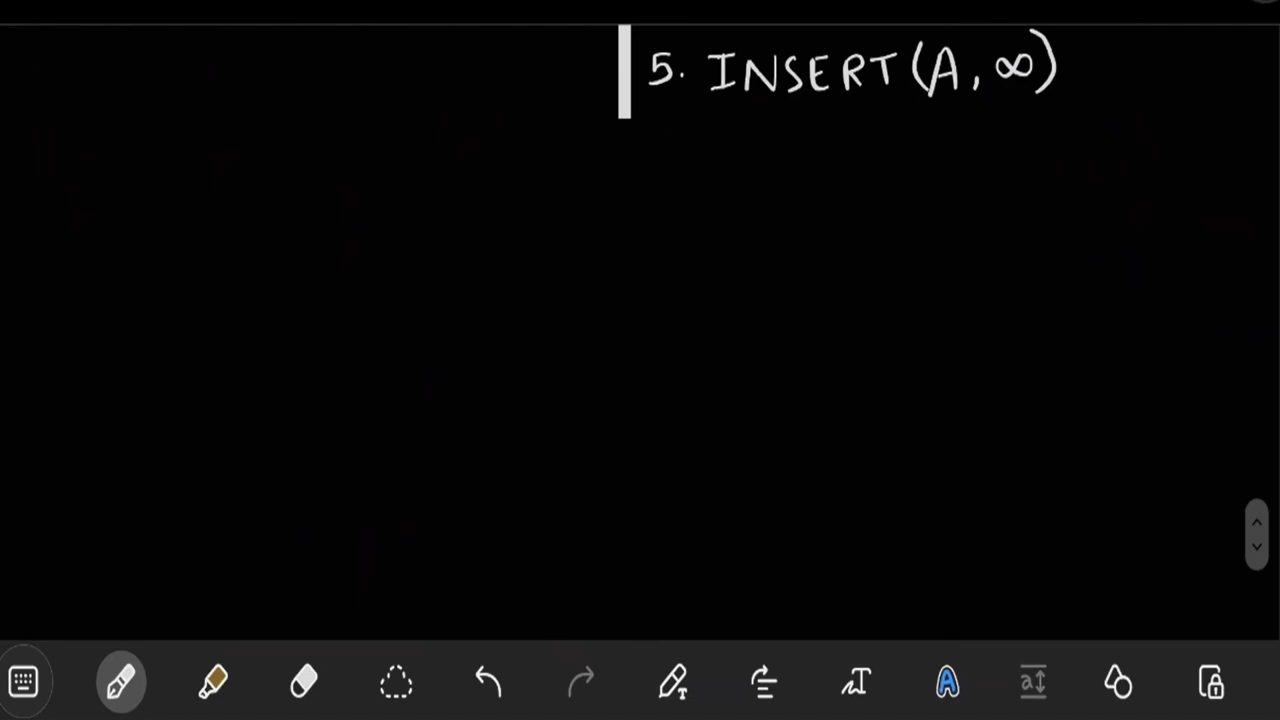 5. INSERT(A, ∞)